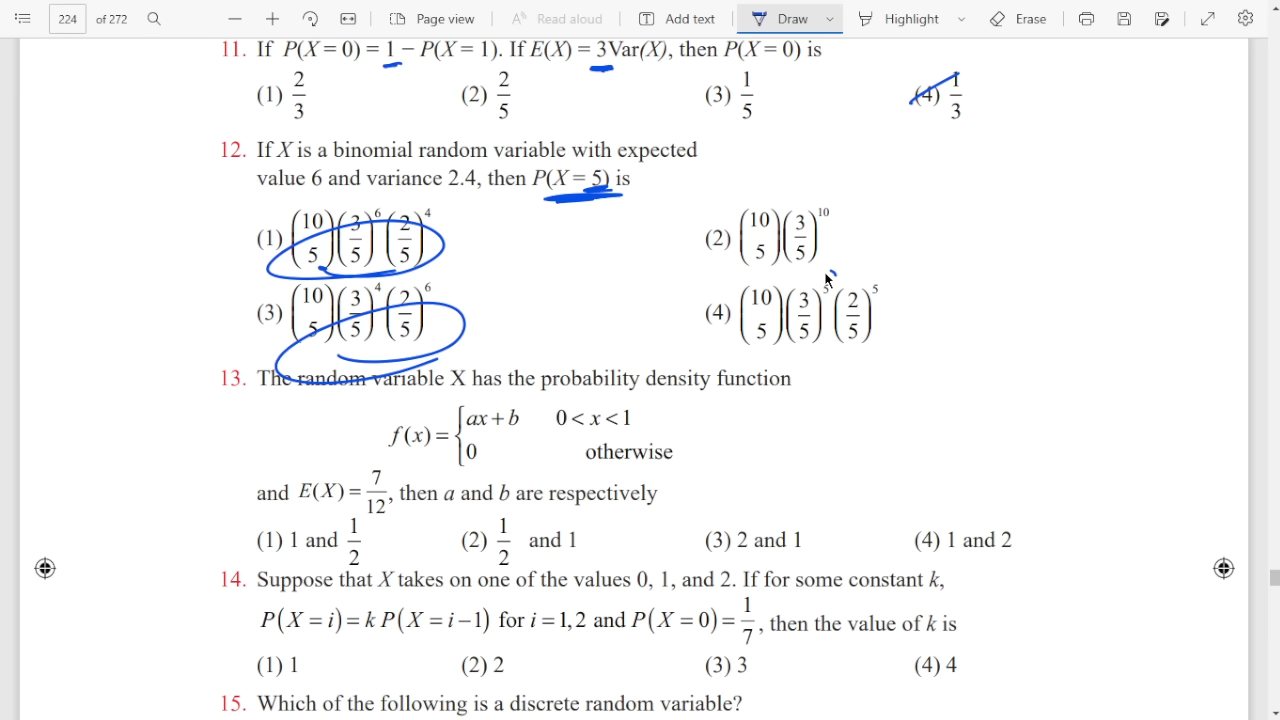 224 of 272 Page view Read aloud Add text Draw Highlight Erase
11. If P(X = 0) = 1 − P(X = 1). If E(X) = 3Var(X), then P(X = 0) is
(1) 2/3 (2) 2/5 (3) 1/5 (4) 1/3
12. If X is a binomial random variable with expected
value 6 and variance 2.4, then P(X = 5) is
(1) (10 5)(3/5)^6(2/5)^4 (2) (10 5)(3/5)^10
(3) (10 5)(3/5)^4(2/5)^6 (4) (10 5)(3/5)^5(2/5)^5
13. The random variable X has the probability density function
f(x) = { ax + b 0 < x < 1
0 otherwise
and E(X) = 7/12, then a and b are respectively
(1) 1 and 1/2 (2) 1/2 and 1 (3) 2 and 1 (4) 1 and 2
14. Suppose that X takes on one of the values 0, 1, and 2. If for some constant k,
P(X = i) = k P(X = i − 1) for i = 1, 2 and P(X = 0) = 1/7, then the value of k is
(1) 1 (2) 2 (3) 3 (4) 4
15. Which of the following is a discrete random variable?